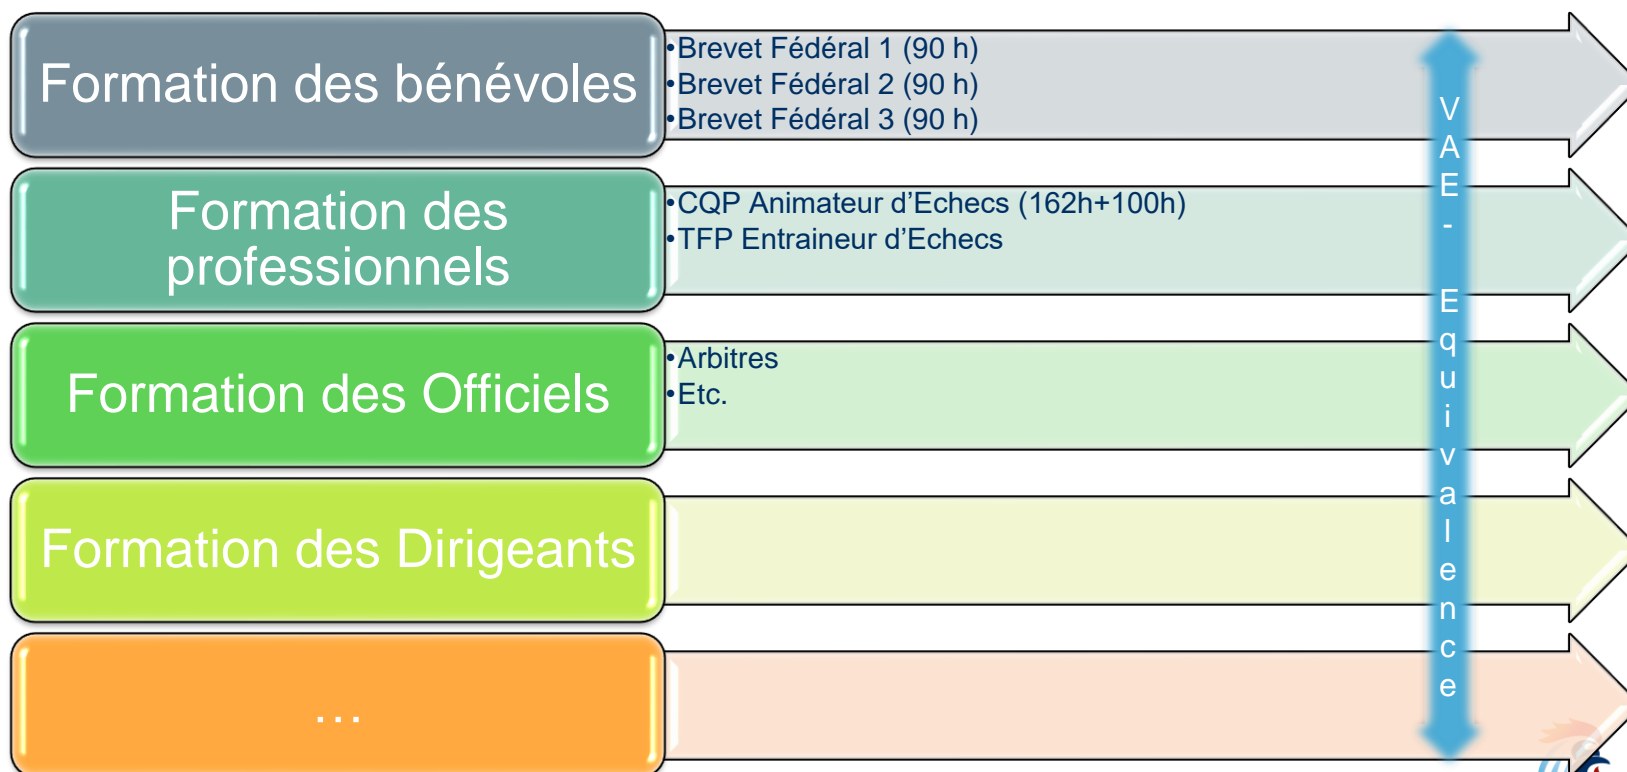 Formation des bénévoles
•Brevet Fédéral 1 (90 h)
•Brevet Fédéral 2 (90 h)
•Brevet Fédéral 3 (90 h)
Formation des
professionnels
•CQP Animateur d’Echecs (162h+100h)
•TFP Entraineur d’Echecs
Formation des Officiels
•Arbitres
•Etc.
Formation des Dirigeants
…
VAE - Equivalence